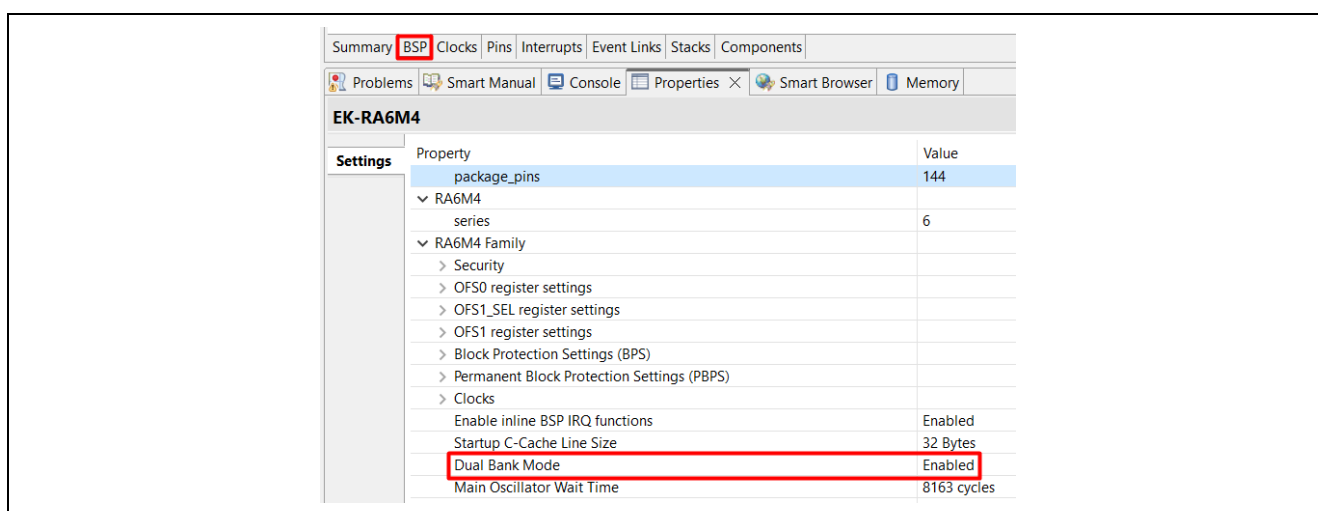 Summary BSP Clocks Pins Interrupts Event Links Stacks Components
Problems Smart Manual Console Properties Smart Browser Memory
EK-RA6M4
Settings Property Value
package_pins 144
RA6M4
series 6
RA6M4 Family
Security
OFS0 register settings
OFS1_SEL register settings
OFS1 register settings
Block Protection Settings (BPS)
Permanent Block Protection Settings (PBPS)
Clocks
Enable inline BSP IRQ functions Enabled
Startup C-Cache Line Size 32 Bytes
Dual Bank Mode Enabled
Main Oscillator Wait Time 8163 cycles